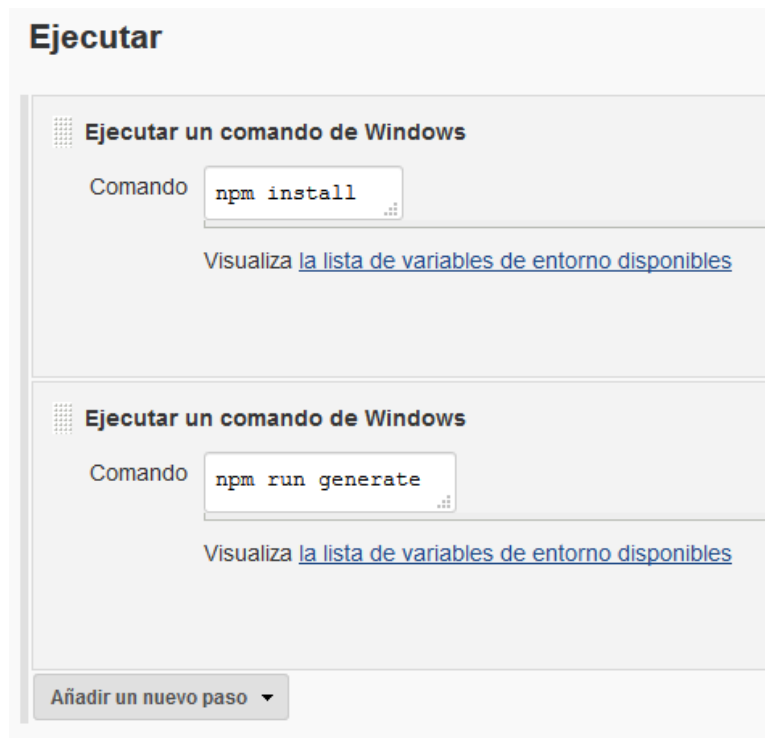 Ejecutar
Ejecutar un comando de Windows
Comando npm install
Visualiza la lista de variables de entorno disponibles
Ejecutar un comando de Windows
Comando npm run generate
Visualiza la lista de variables de entorno disponibles
Añadir un nuevo paso